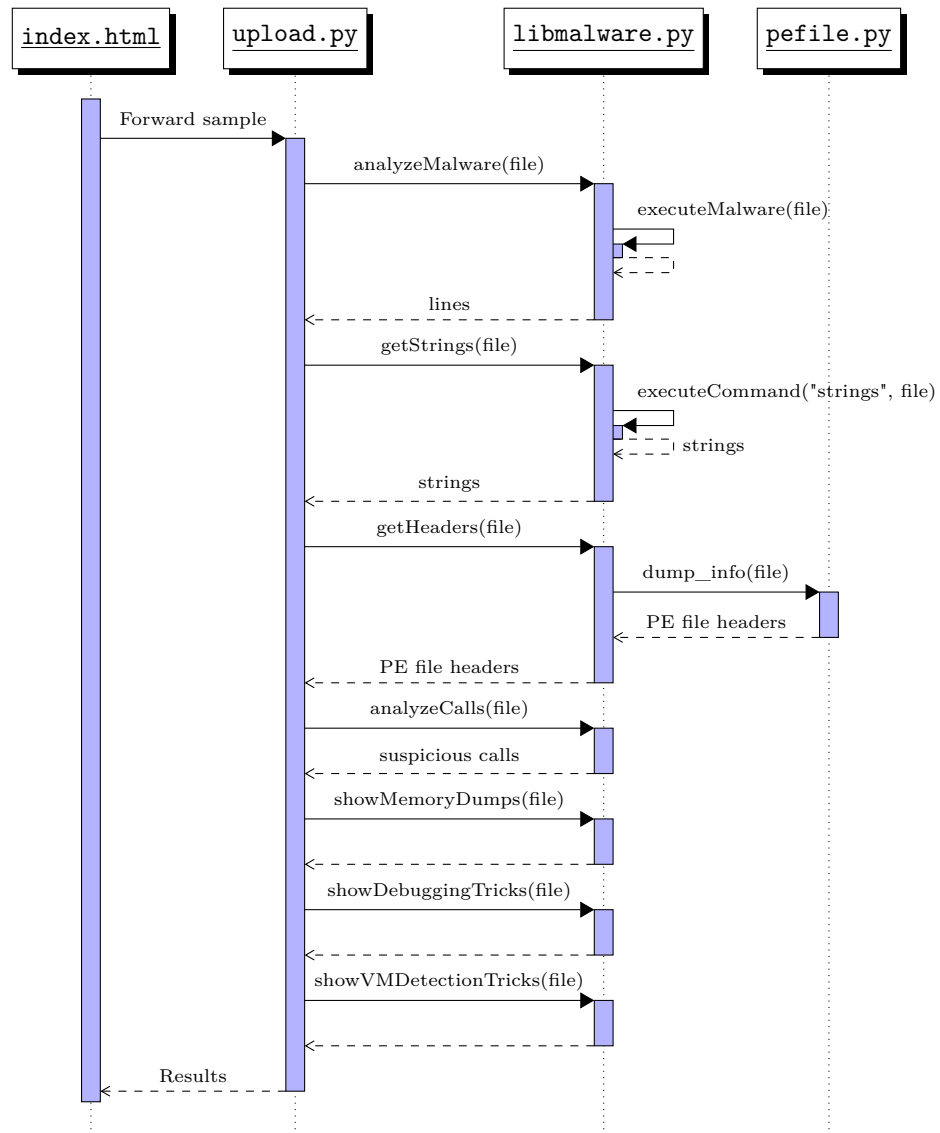 index.html
upload.py
libmalware.py
pefile.py
Forward sample
analyzeMalware(file)
executeMalware(file)
lines
getStrings(file)
executeCommand("strings", file)
strings
strings
getHeaders(file)
dump_info(file)
PE file headers
PE file headers
analyzeCalls(file)
suspicious calls
showMemoryDumps(file)
showDebuggingTricks(file)
showVMDetectionTricks(file)
Results